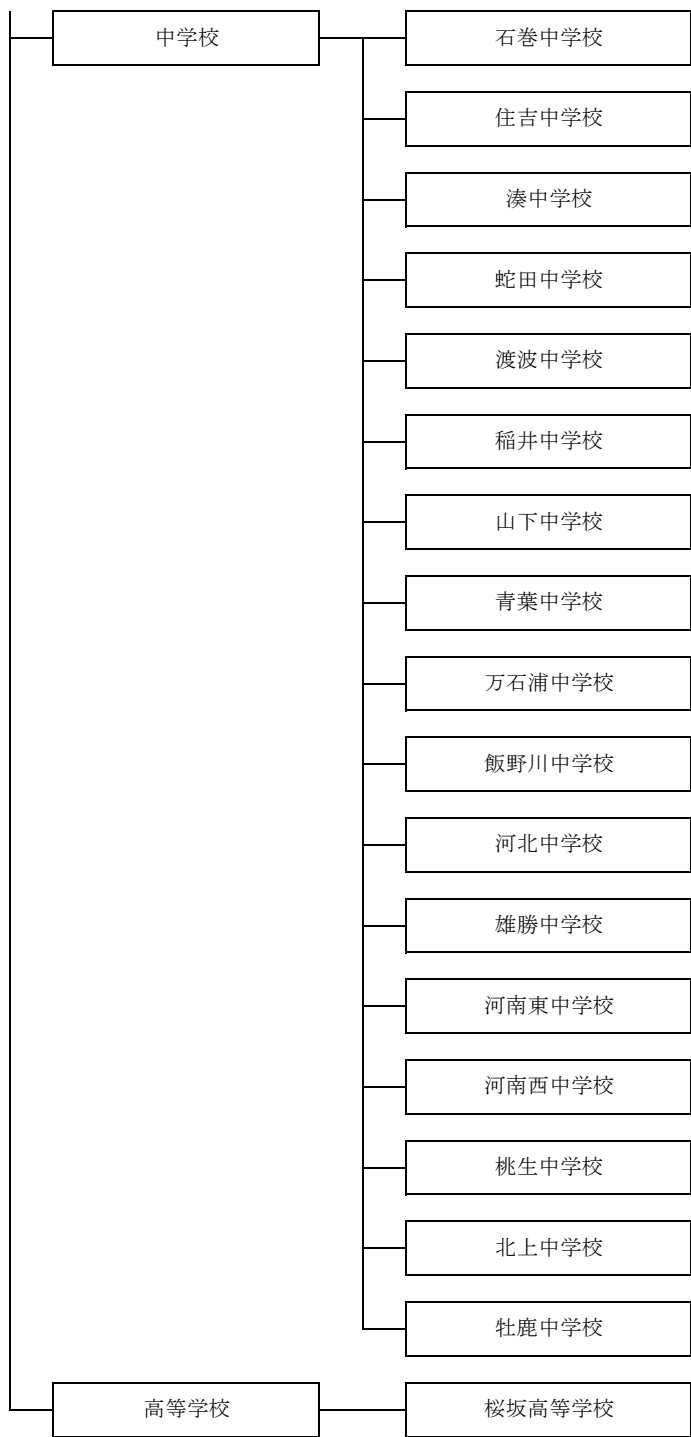 中学校
石巻中学校
住吉中学校
湊中学校
蛇田中学校
渡波中学校
稲井中学校
山下中学校
青葉中学校
万石浦中学校
飯野川中学校
河北中学校
雄勝中学校
河南東中学校
河南西中学校
桃生中学校
北上中学校
牡鹿中学校
高等学校
桜坂高等学校